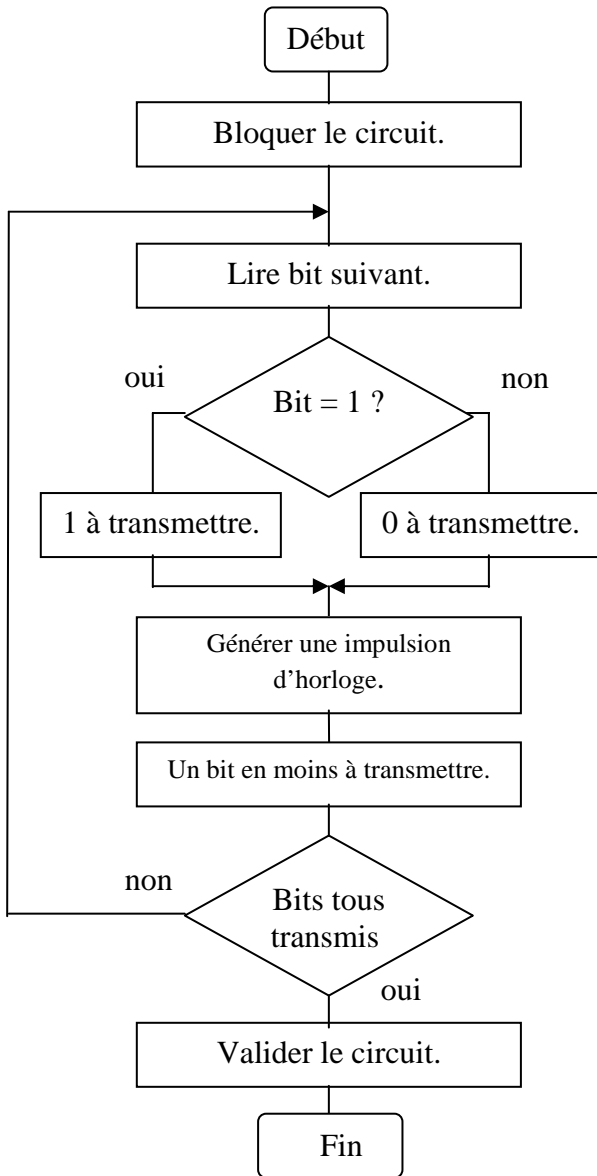 Début
Bloquer le circuit.
Lire bit suivant.
oui
non
Bit = 1 ?
1 à transmettre.
0 à transmettre.
Générer une impulsion
d’horloge.
Un bit en moins à transmettre.
non
Bits tous
transmis
oui
Valider le circuit.
Fin